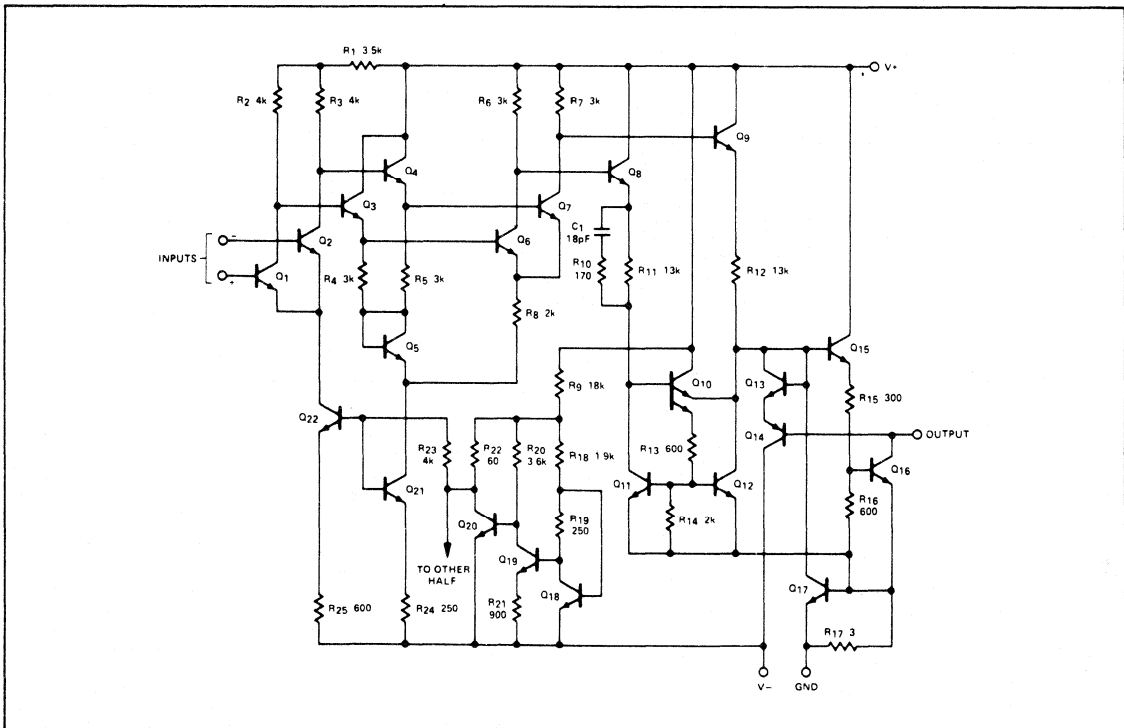 R1 3.5k
V+
R2 4k
R3 4k
R6 3k
R7 3k
Q9
Q4
Q8
Q3
Q7
C1
18pF
INPUTS
−
+
Q2
Q6
R10
170
R11 13k
R12 13k
Q1
R4 3k
R5 3k
R8 2k
Q5
Q15
Q10
Q13
R9 18k
R15 300
Q22
OUTPUT
R23
4k
R22
60
R20
3.6k
R18 1.9k
R13 600
Q14
Q16
Q21
Q11
Q12
R16
600
Q20
R19
250
R14 2k
TO OTHER
HALF
Q19
Q18
Q17
R25 600
R24 250
R21
900
R17 3
V−
GND